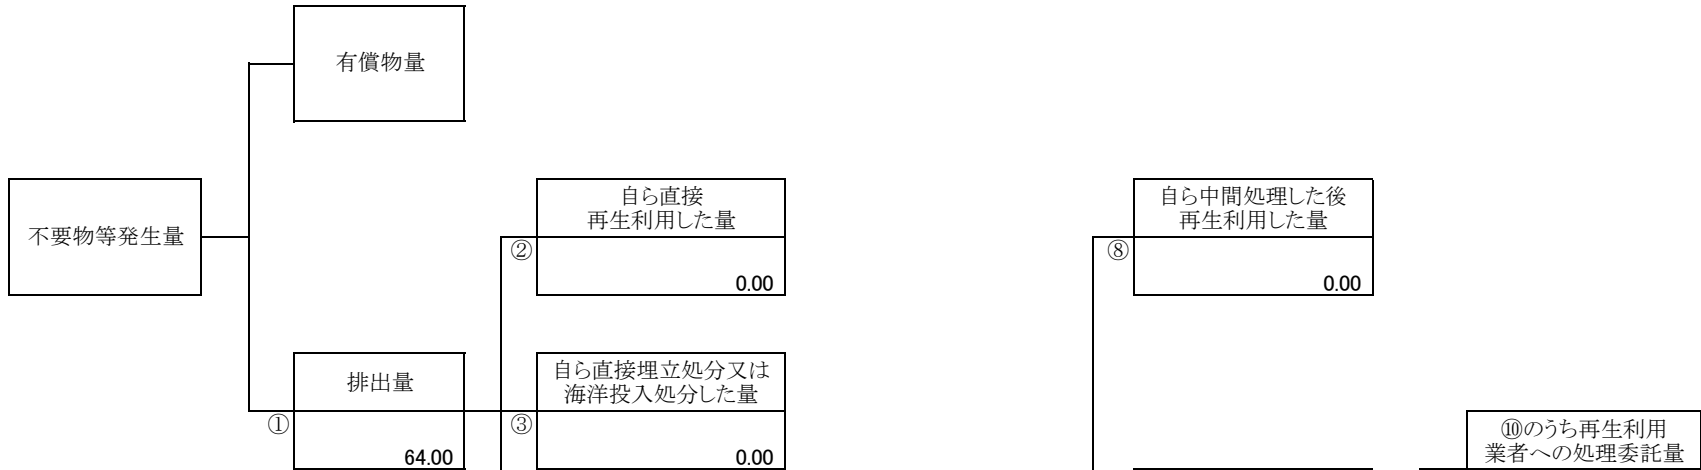 有償物量
不要物等発生量
自ら直接
再生利用した量
②
0.00
自ら中間処理した後
再生利用した量
⑧
0.00
排出量
①
64.00
自ら直接埋立処分又は
海洋投入処分した量
③
0.00
⑩のうち再生利用
業者への処理委託量